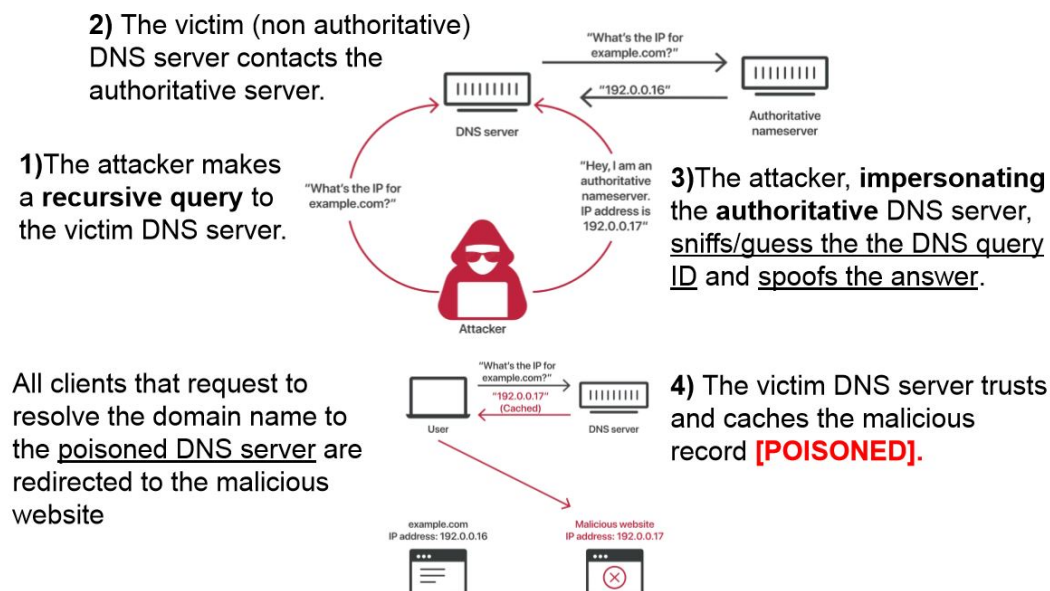 2) The victim (non authoritative)
DNS server contacts the
authoritative server.
"What's the IP for
example.com?"
"192.0.0.16"
DNS server
Authoritative
nameserver
1)The attacker makes
a recursive query to
the victim DNS server.
"What's the IP for
example.com?"
"Hey, I am an
authoritative
nameserver.
IP address is
192.0.0.17"
3)The attacker, impersonating
the authoritative DNS server,
sniffs/guess the the DNS query
ID and spoofs the answer.
Attacker
All clients that request to
resolve the domain name to
the poisoned DNS server are
redirected to the malicious
website
"What's the IP for
example.com?"
"192.0.0.17"
(Cached)
User
DNS server
4) The victim DNS server trusts
and caches the malicious
record [POISONED].
example.com
IP address: 192.0.0.16
Malicious website
IP address: 192.0.0.17